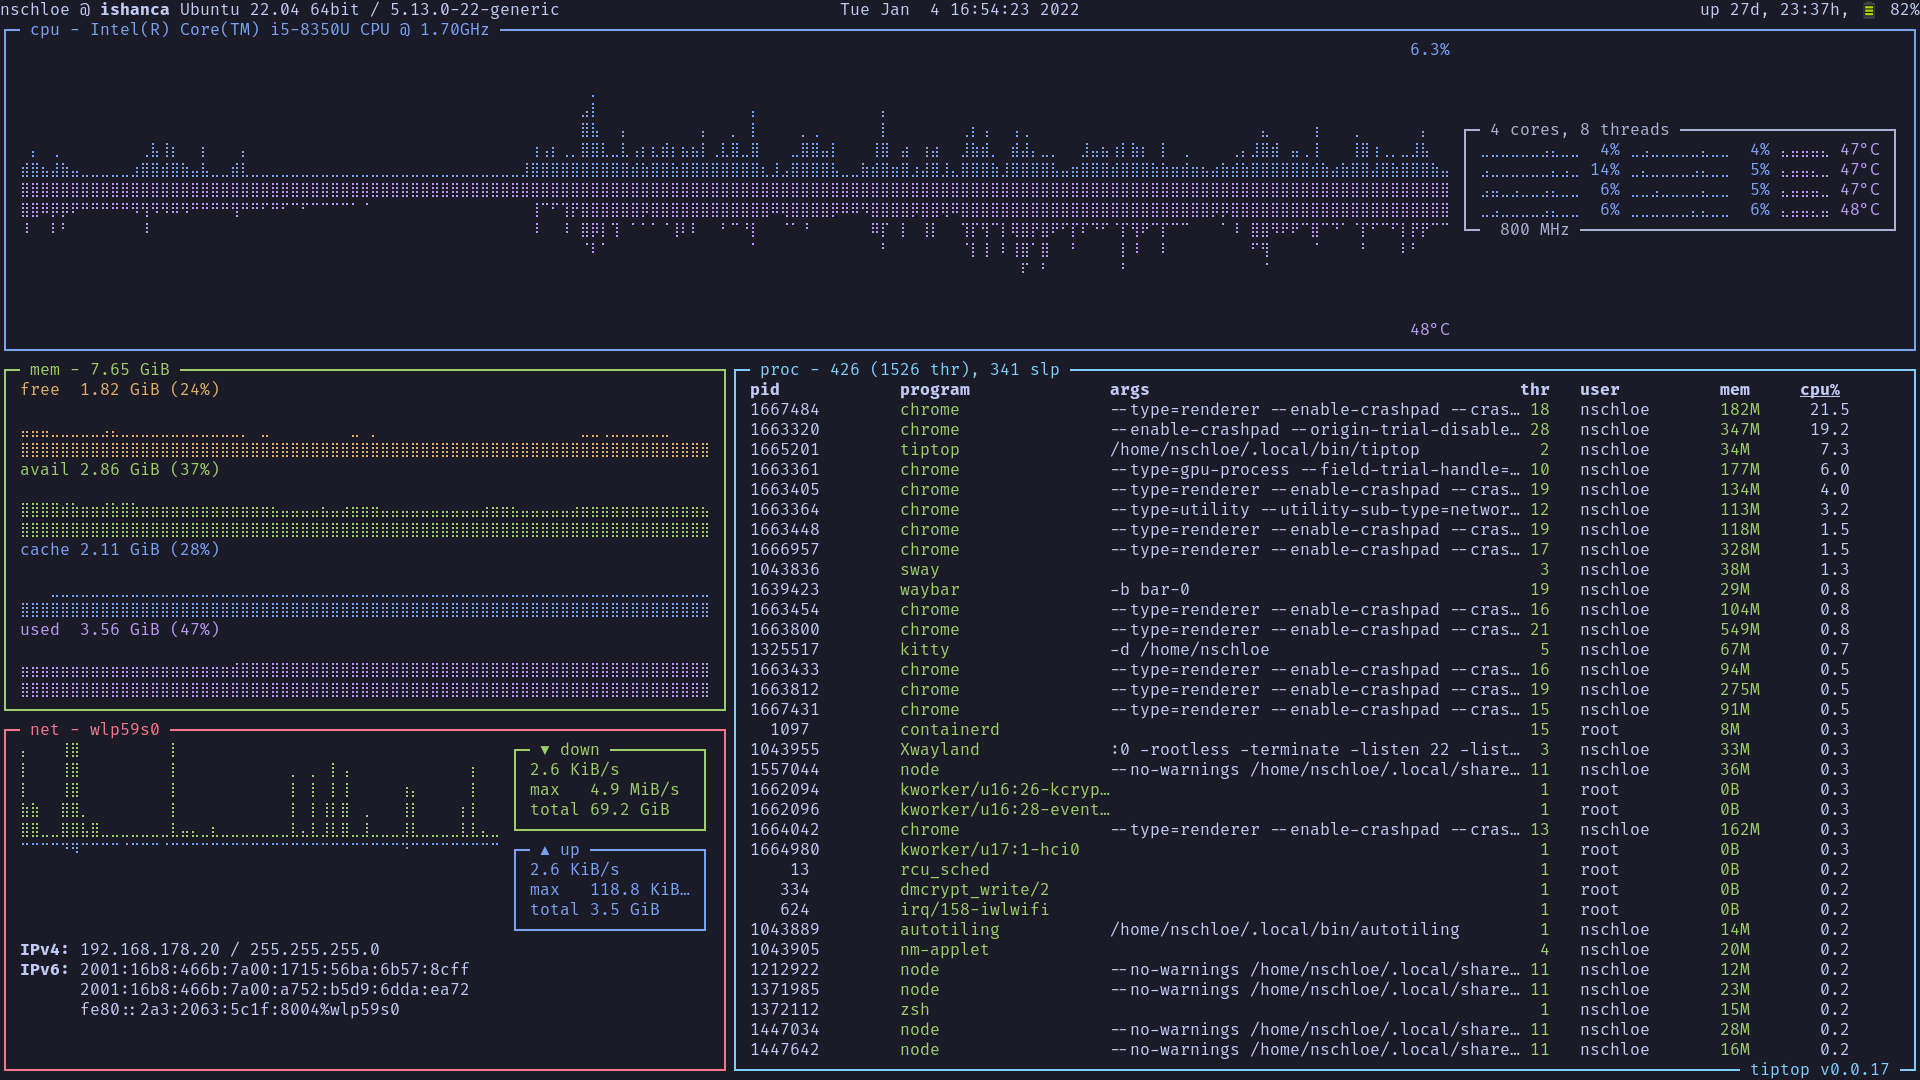 nschloe @ ishanca Ubuntu 22.04 64bit / 5.13.0-22-generic Tue Jan  4 16:54:23 2022 up 27d, 23:37h, 82%
cpu - Intel(R) Core(TM) i5-8350U CPU @ 1.70GHz
6.3%
4 cores, 8 threads
4% 4% 47°C
14% 5% 47°C
6% 5% 47°C
6% 6% 48°C
800 MHz
48°C
mem - 7.65 GiB
free 1.82 GiB (24%)
avail 2.86 GiB (37%)
cache 2.11 GiB (28%)
used 3.56 GiB (47%)
net - wlp59s0
▼ down
2.6 KiB/s
max 4.9 MiB/s
total 69.2 GiB
▲ up
2.6 KiB/s
max 118.8 KiB…
total 3.5 GiB
IPv4: 192.168.178.20 / 255.255.255.0
IPv6: 2001:16b8:466b:7a00:1715:56ba:6b57:8cff
2001:16b8:466b:7a00:a752:b5d9:6dda:ea72
fe80::2a3:2063:5c1f:8004%wlp59s0
proc - 426 (1526 thr), 341 slp
pid program args thr user mem cpu%
1667484 chrome --type=renderer --enable-crashpad --cras… 18 nschloe 182M 21.5
1663320 chrome --enable-crashpad --origin-trial-disable… 28 nschloe 347M 19.2
1665201 tiptop /home/nschloe/.local/bin/tiptop 2 nschloe 34M 7.3
1663361 chrome --type=gpu-process --field-trial-handle=… 10 nschloe 177M 6.0
1663405 chrome --type=renderer --enable-crashpad --cras… 19 nschloe 134M 4.0
1663364 chrome --type=utility --utility-sub-type=networ… 12 nschloe 113M 3.2
1663448 chrome --type=renderer --enable-crashpad --cras… 19 nschloe 118M 1.5
1666957 chrome --type=renderer --enable-crashpad --cras… 17 nschloe 328M 1.5
1043836 sway 3 nschloe 38M 1.3
1639423 waybar -b bar-0 19 nschloe 29M 0.8
1663454 chrome --type=renderer --enable-crashpad --cras… 16 nschloe 104M 0.8
1663800 chrome --type=renderer --enable-crashpad --cras… 21 nschloe 549M 0.8
1325517 kitty -d /home/nschloe 5 nschloe 67M 0.7
1663433 chrome --type=renderer --enable-crashpad --cras… 16 nschloe 94M 0.5
1663812 chrome --type=renderer --enable-crashpad --cras… 19 nschloe 275M 0.5
1667431 chrome --type=renderer --enable-crashpad --cras… 15 nschloe 91M 0.5
1097 containerd 15 root 8M 0.3
1043955 Xwayland :0 -rootless -terminate -listen 22 -list… 3 nschloe 33M 0.3
1557044 node --no-warnings /home/nschloe/.local/share… 11 nschloe 36M 0.3
1662094 kworker/u16:26-kcryp… 1 root 0B 0.3
1662096 kworker/u16:28-event… 1 root 0B 0.3
1664042 chrome --type=renderer --enable-crashpad --cras… 13 nschloe 162M 0.3
1664980 kworker/u17:1-hci0 1 root 0B 0.3
13 rcu_sched 1 root 0B 0.2
334 dmcrypt_write/2 1 root 0B 0.2
624 irq/158-iwlwifi 1 root 0B 0.2
1043889 autotiling /home/nschloe/.local/bin/autotiling 1 nschloe 14M 0.2
1043905 nm-applet 4 nschloe 20M 0.2
1212922 node --no-warnings /home/nschloe/.local/share… 11 nschloe 12M 0.2
1371985 node --no-warnings /home/nschloe/.local/share… 11 nschloe 23M 0.2
1372112 zsh 1 nschloe 15M 0.2
1447034 node --no-warnings /home/nschloe/.local/share… 11 nschloe 28M 0.2
1447642 node --no-warnings /home/nschloe/.local/share… 11 nschloe 16M 0.2
tiptop v0.0.17